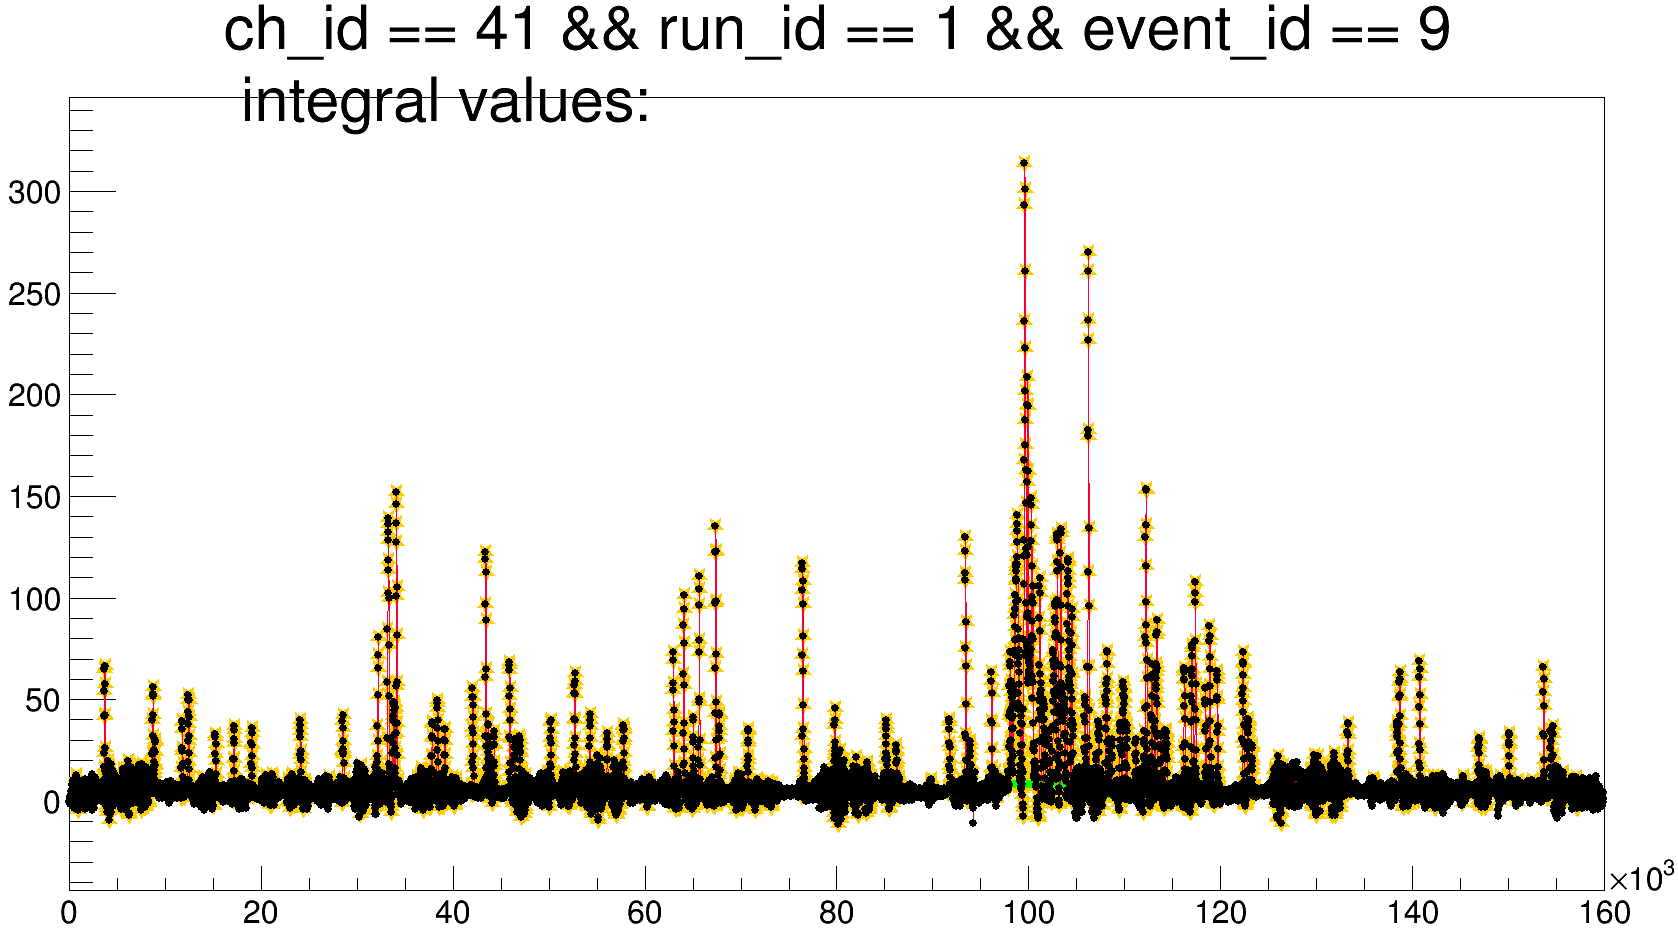 ch_id == 41 && run_id == 1 && event_id == 9
integral values:
300
250
200
150
100
50
0
×10³
0 20 40 60 80 100 120 140 160